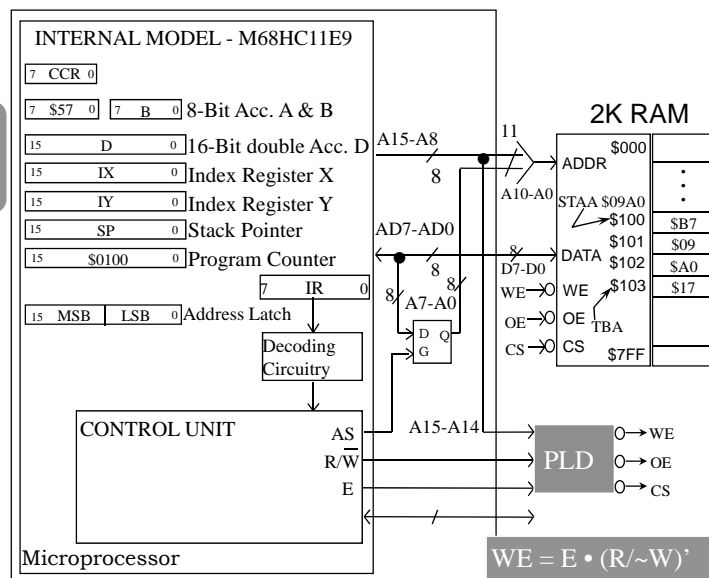 INTERNAL MODEL - M68HC11E9
7 CCR 0
7 $57 0 7 B 0 8-Bit Acc. A & B
15 D 0 16-Bit double Acc. D
15 IX 0 Index Register X
15 IY 0 Index Register Y
15 SP 0 Stack Pointer
15 $0100 0 Program Counter
7 IR 0
15 MSB LSB 0 Address Latch
Decoding
Circuitry
CONTROL UNIT
AS
R/W
E
Microprocessor
A15-A8
8
11
A10-A0
AD7-AD0
8
8
8
D7-D0
8
A7-A0
8
D Q
G
A15-A14
2K RAM
ADDR
$000
STAA $09A0
$100
$B7
$101
$09
DATA
$102
$A0
$103
$17
WE
WE
OE
OE
TBA
CS
CS
$7FF
PLD
WE
OE
CS
WE = E • (R/~W)’